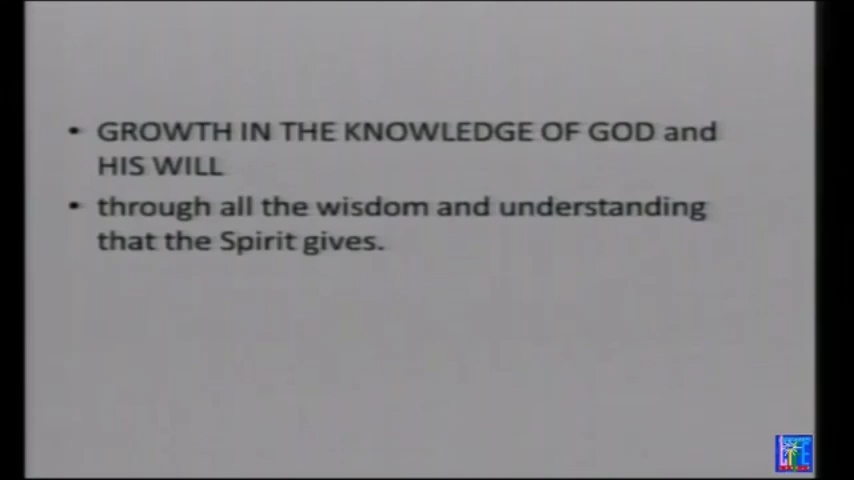 • GROWTH IN THE KNOWLEDGE OF GOD and
HIS WILL
• through all the wisdom and understanding
that the Spirit gives.